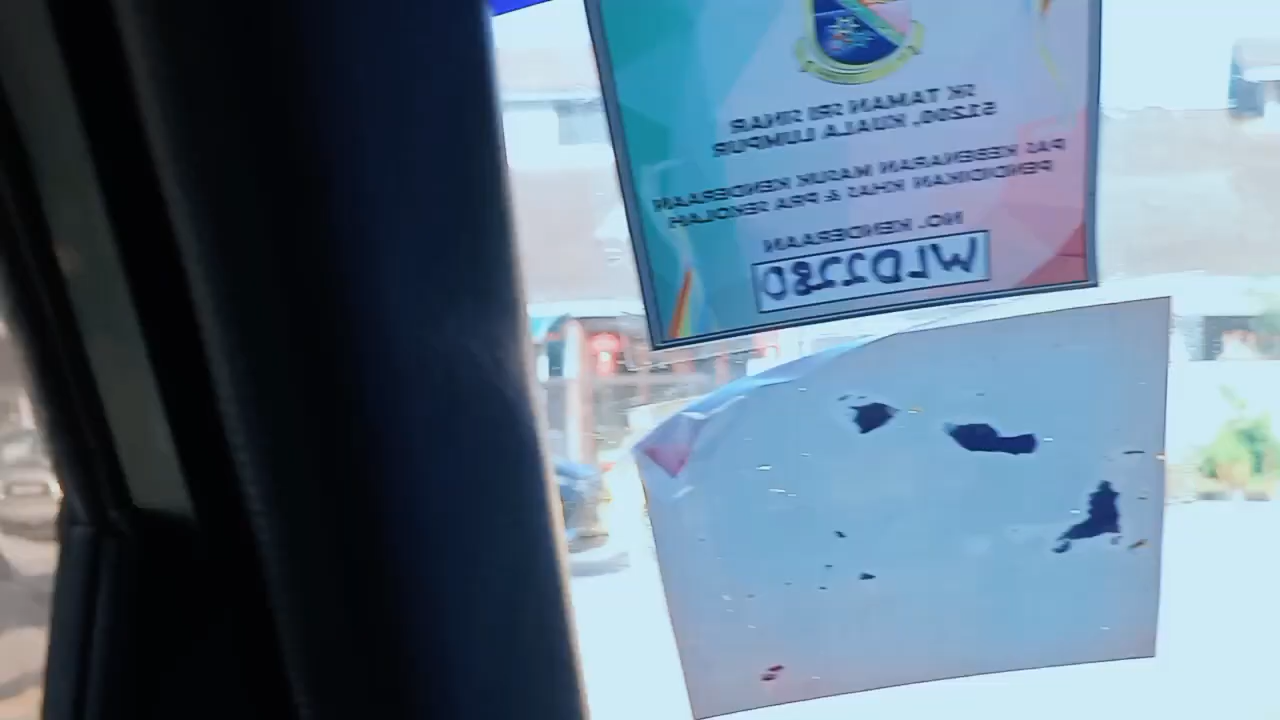 SK TAMAN SRI SINAR
51200, KUALA LUMPUR
PAS KEBENARAN MASUK KENDERAAN
PENDIDIKAN KHAS & PRA SEKOLAH
NO. KENDERAAN
WLD2280